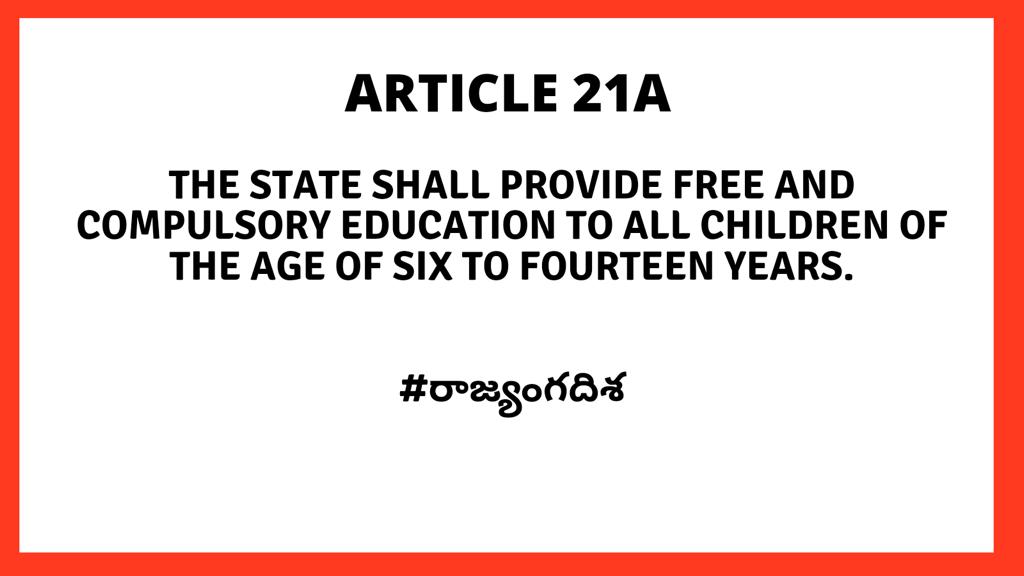 ARTICLE 21A
THE STATE SHALL PROVIDE FREE AND
COMPULSORY EDUCATION TO ALL CHILDREN OF
THE AGE OF SIX TO FOURTEEN YEARS.
#రాజ్యంగదిశ